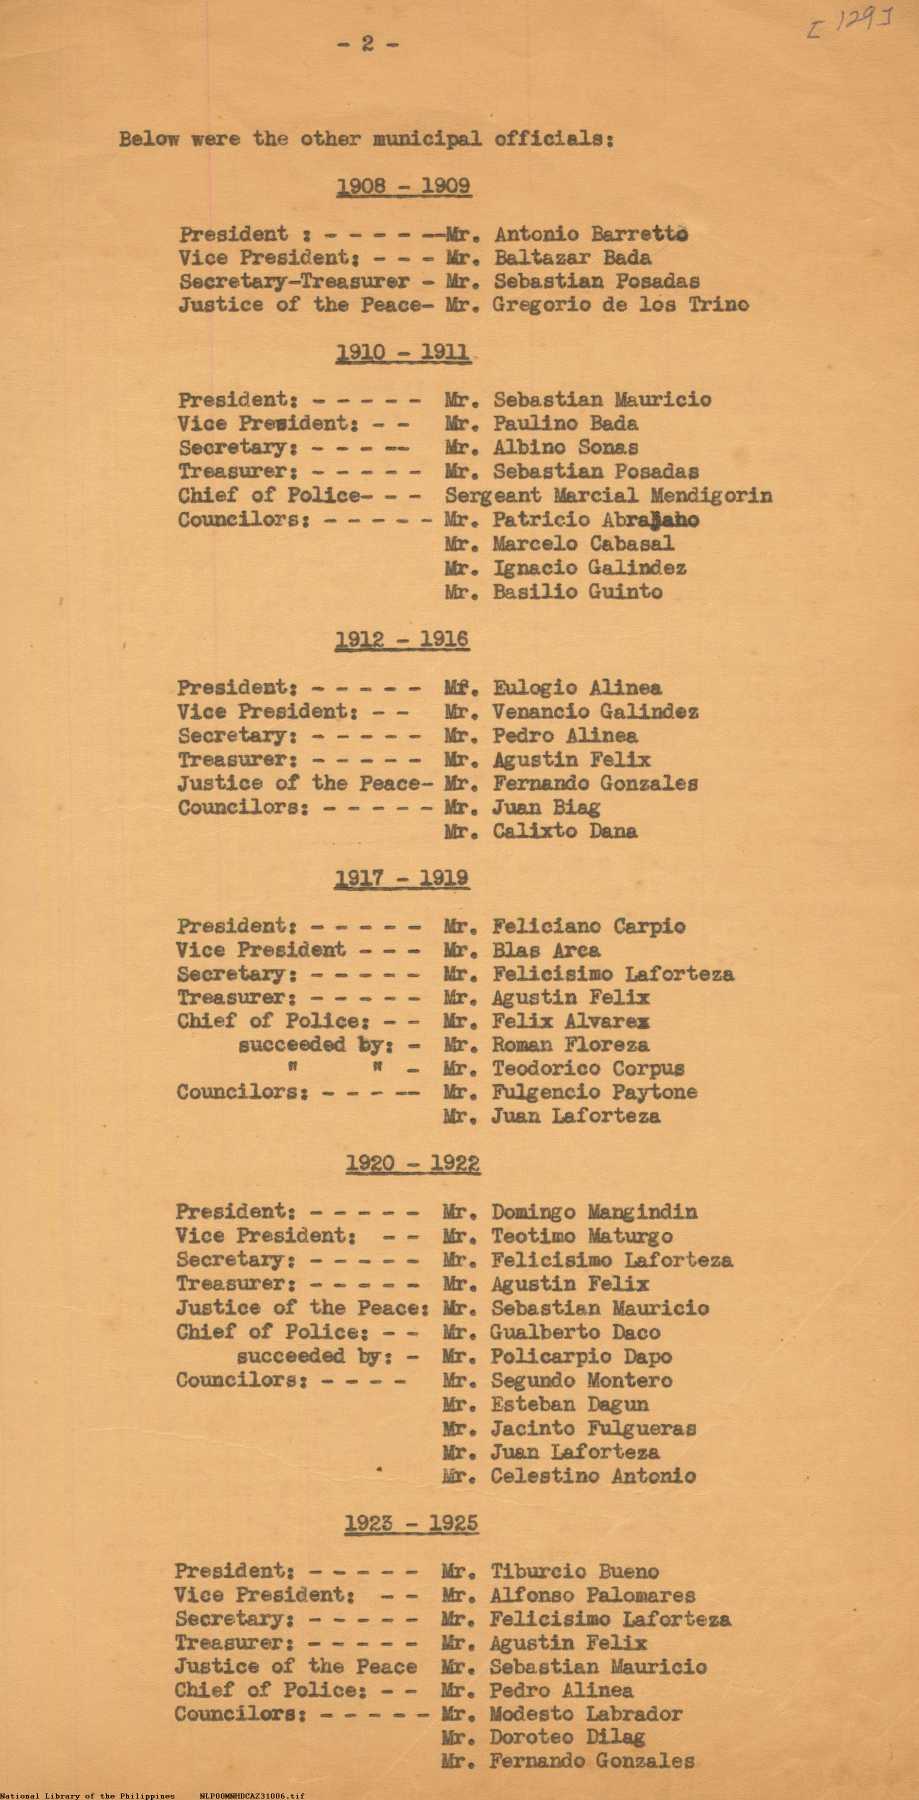 [129]
- 2 -
Below were the other municipal officials:
1908 - 1909
President : - - - - --Mr. Antonio Barretto
Vice President: - - - Mr. Baltazar Bada
Secretary-Treasurer - Mr. Sebastian Posadas
Justice of the Peace- Mr. Gregorio de los Trino
1910 - 1911
President: - - - - - Mr. Sebastian Mauricio
Vice President: - - Mr. Paulino Bada
Secretary: - - - -- Mr. Albino Sonas
Treasurer: - - - - - Mr. Sebastian Posadas
Chief of Police- - - Sergeant Marcial Mendigorin
Councilors: - - - - - Mr. Patricio
Mr. Marcelo Cabasal
Mr. Ignacio Galindez
Mr. Basilio Guinto
1912 - 1916
President: - - - - - Mr. Eulogio Alinea
Vice President: - - Mr. Venancio Galindez
Secretary: - - - - - Mr. Pedro Alinea
Treasurer: - - - - - Mr. Agustin Felix
Justice of the Peace- Mr. Fernando Gonzales
Councilors: - - - - - Mr. Juan Biag
Mr. Calixto Dana
1917 - 1919
President: - - - - - Mr. Feliciano Carpio
Vice President - - - Mr. Blas Arca
Secretary: - - - - - Mr. Felicisimo Laforteza
Treasurer: - - - - - Mr. Agustin Felix
Chief of Police: - - Mr. Felix Alvarez
succeeded by: - Mr. Roman Floreza
" " - Mr. Teodorico Corpus
Councilors: - - - -- Mr. Fulgencio Paytone
Mr. Juan Laforteza
1920 - 1922
President: - - - - - Mr. Domingo Mangindin
Vice President: - - Mr. Teotimo Maturgo
Secretary: - - - - - Mr. Felicisimo Laforteza
Treasurer: - - - - - Mr. Agustin Felix
Justice of the Peace: Mr. Sebastian Mauricio
Chief of Police: - - Mr. Gualberto Daco
succeeded by: - Mr. Policarpio Dapo
Councilors: - - - - Mr. Segundo Montero
Mr. Esteban Dagun
Mr. Jacinto Fulgueras
Mr. Juan Laforteza
Mr. Celestino Antonio
1923 - 1925
President: - - - - - Mr. Tiburcio Bueno
Vice President: - - Mr. Alfonso Palomares
Secretary: - - - - - Mr. Felicisimo Laforteza
Treasurer: - - - - - Mr. Agustin Felix
Justice of the Peace Mr. Sebastian Mauricio
Chief of Police: - - Mr. Pedro Alinea
Councilors: - - - - - Mr. Modesto Labrador
Mr. Doroteo Dilag
Mr. Fernando Gonzales
National Library of the Philippines NLPOOMNHDCAZ31006.tif